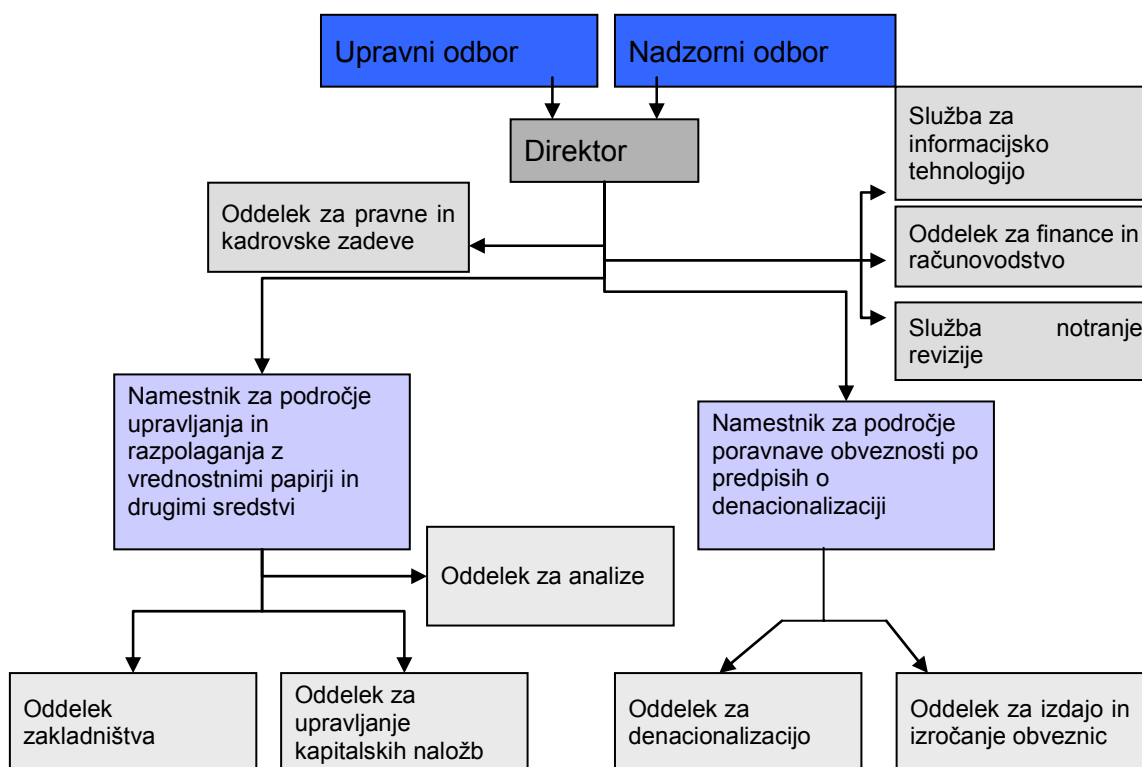 Upravni odbor
Nadzorni odbor
Služba za
informacijsko
tehnologijo
Direktor
Oddelek za pravne in
kadrovske zadeve
Oddelek za finance in
računovodstvo
Služba notranje
revizije
Namestnik za področje
upravljanja in
razpolaganja z
vrednostnimi papirji in
drugimi sredstvi
Namestnik za področje
poravnave obveznosti po
predpisih o
denacionalizaciji
Oddelek za analize
Oddelek
zakladništva
Oddelek za
upravljanje
kapitalskih naložb
Oddelek za
denacionalizacijo
Oddelek za izdajo in
izročanje obveznic